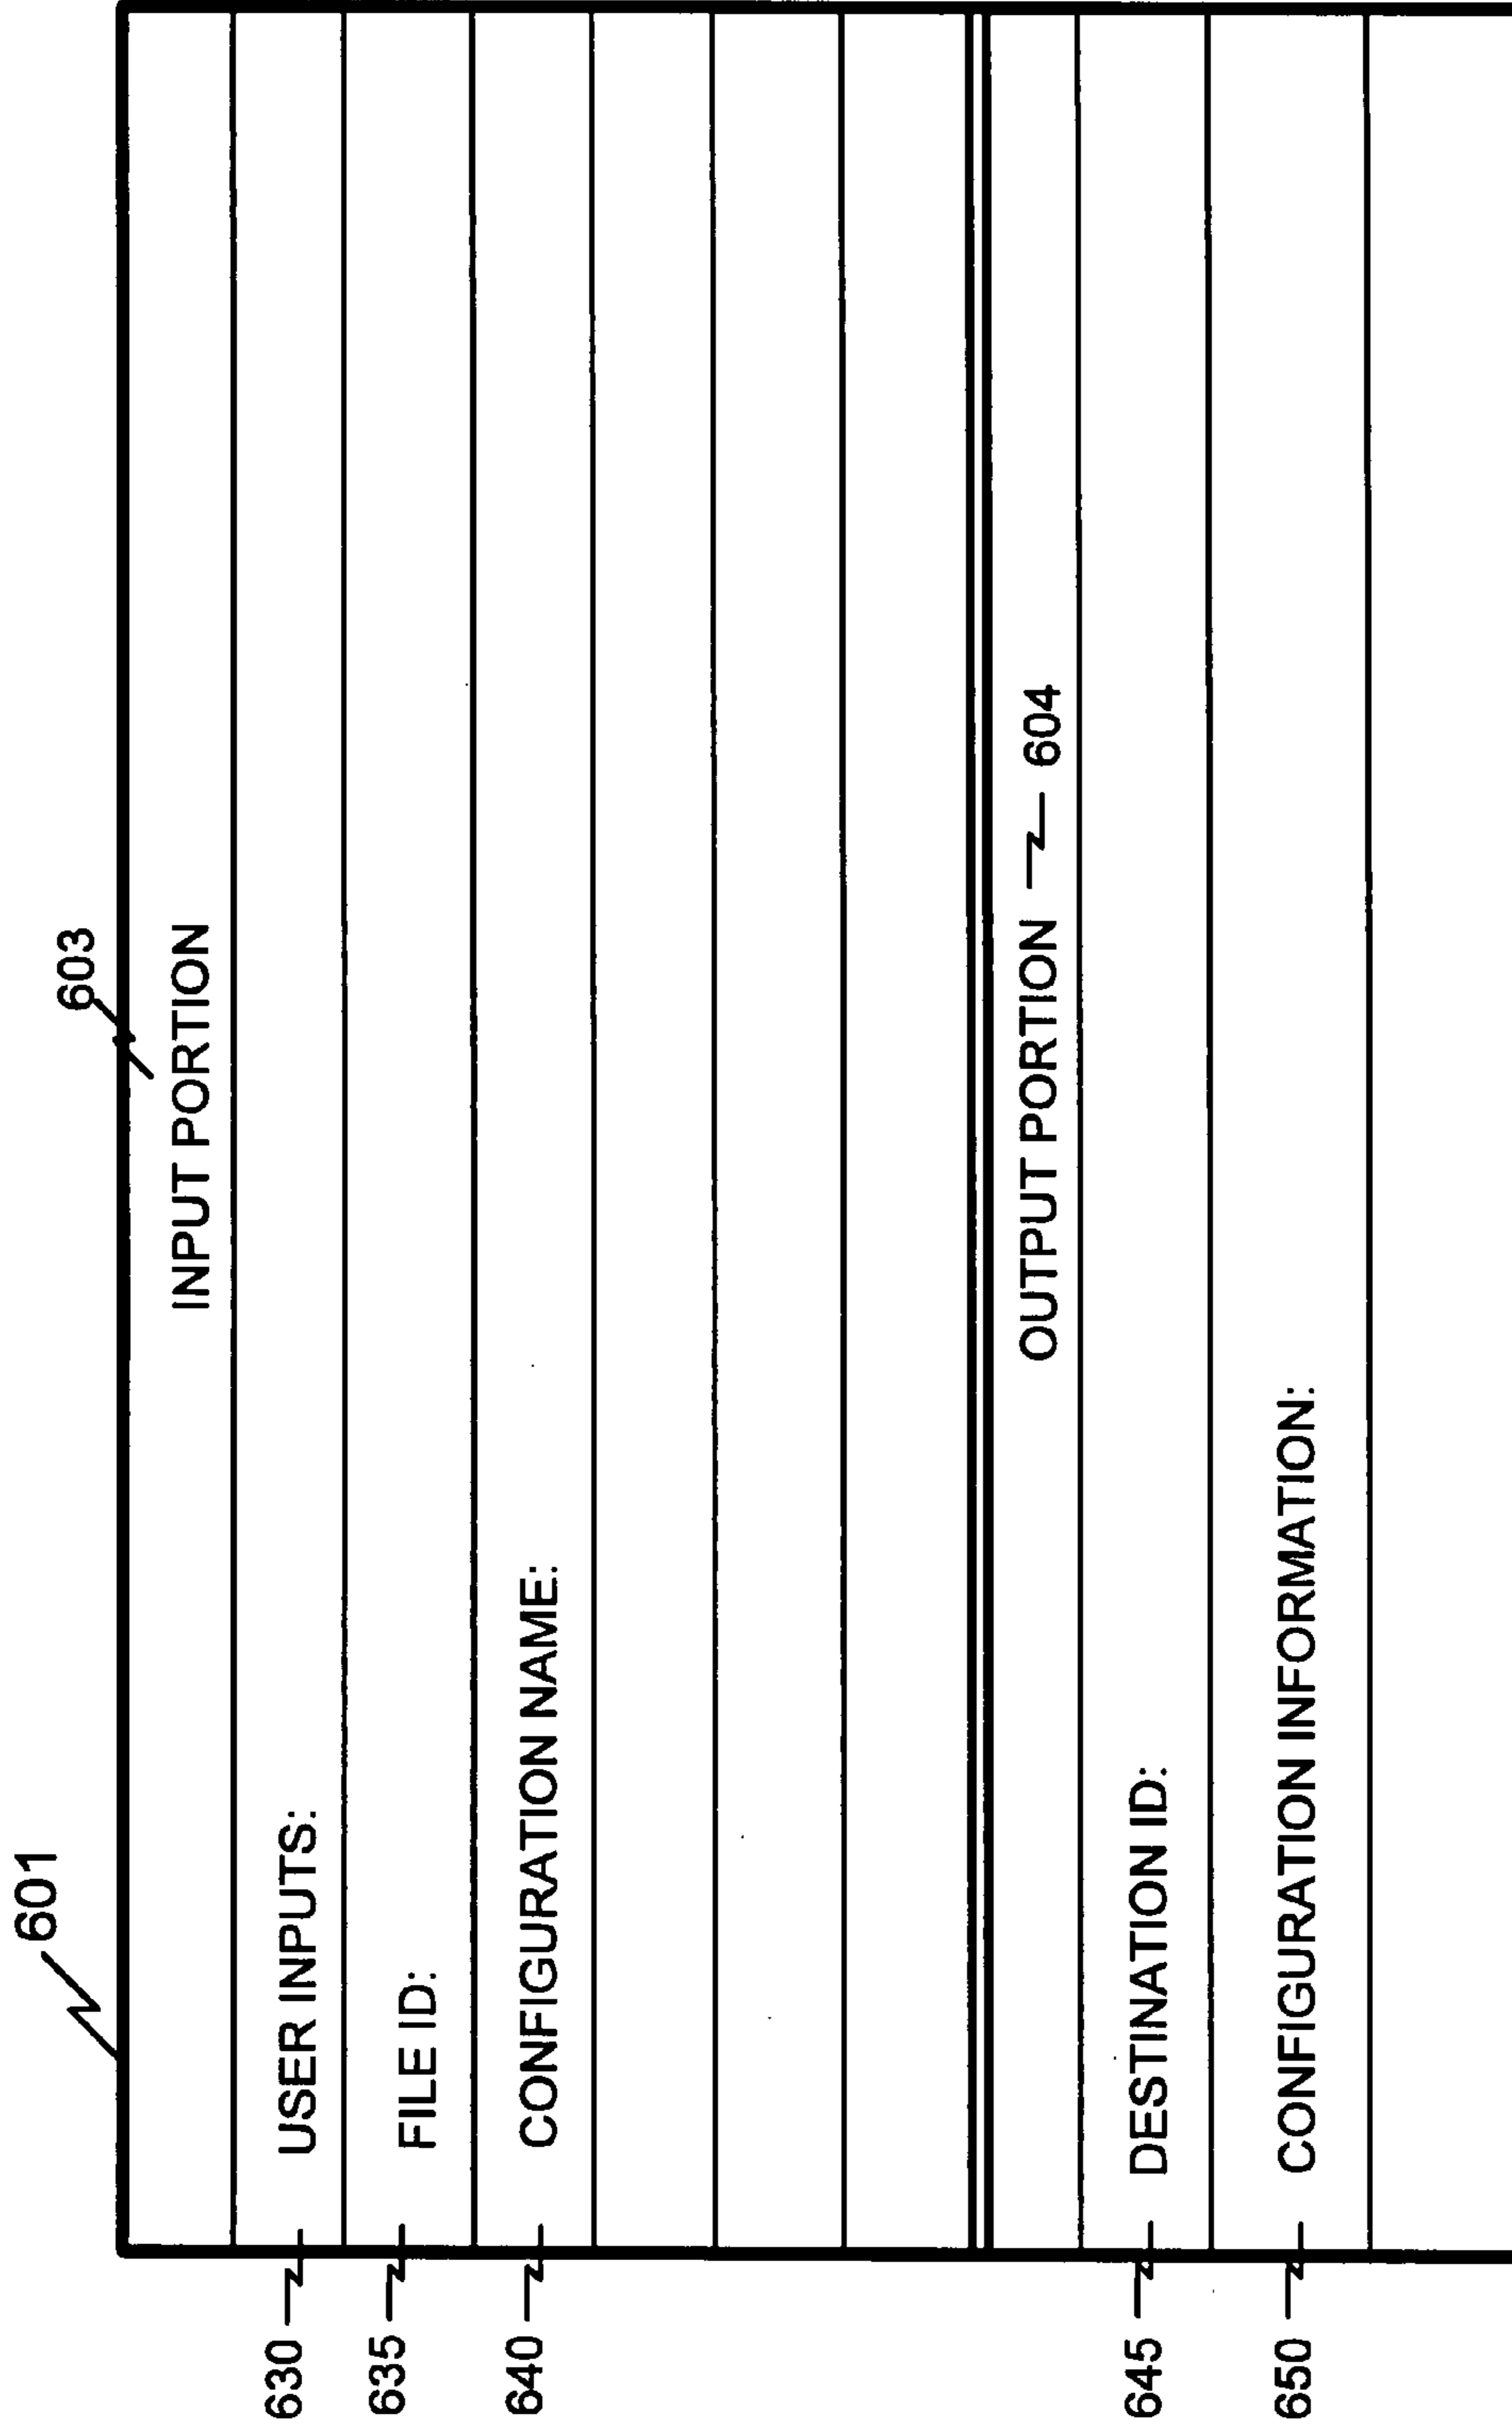 601
603
INPUT PORTION
630 USER INPUTS:
635 FILE ID:
640 CONFIGURATION NAME:
OUTPUT PORTION 604
645 DESTINATION ID:
650 CONFIGURATION INFORMATION: